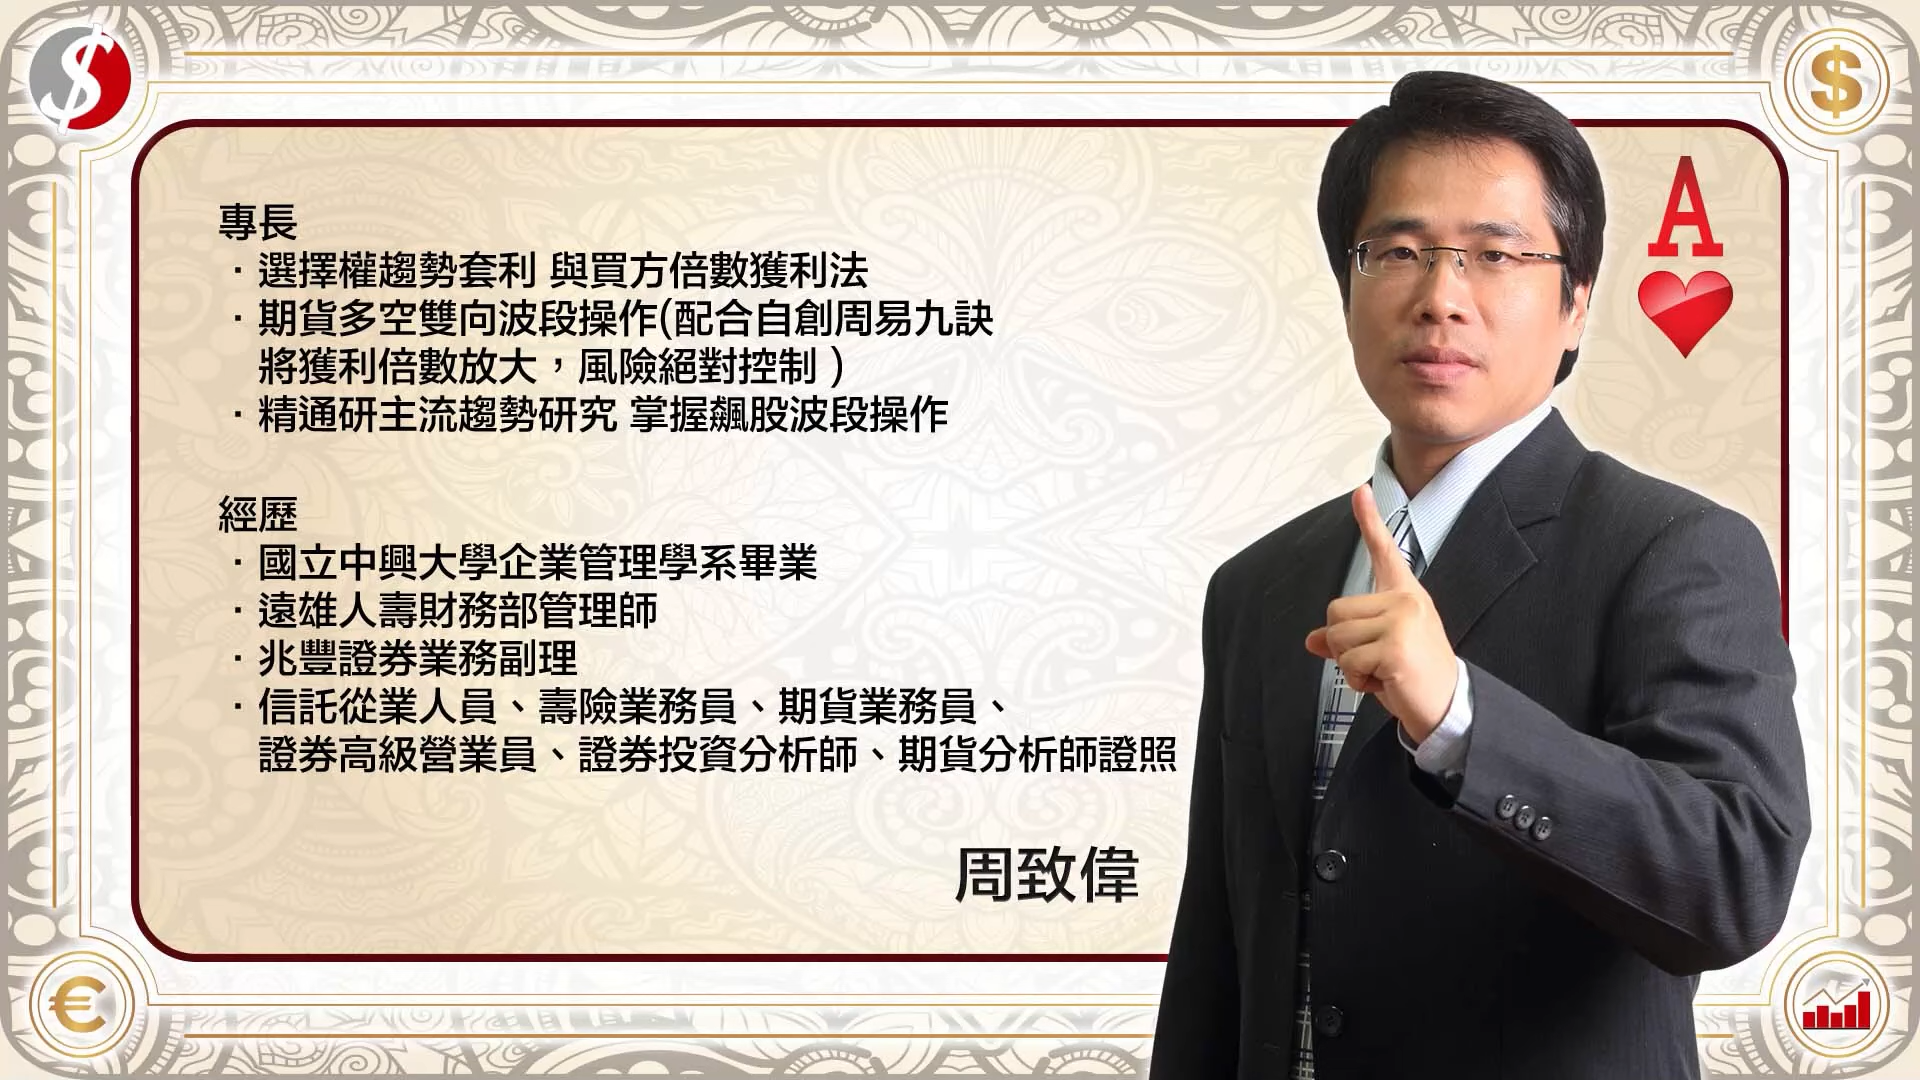 專長
·選擇權趨勢套利 與買方倍數獲利法
·期貨多空雙向波段操作(配合自創周易九訣
將獲利倍數放大，風險絕對控制)
·精通研主流趨勢研究 掌握飆股波段操作
經歷
·國立中興大學企業管理學系畢業
·遠雄人壽財務部管理師
·兆豐證券業務副理
·信託從業人員、壽險業務員、期貨業務員、
證券高級營業員、證券投資分析師、期貨分析師證照
周致偉
A
$
$
€